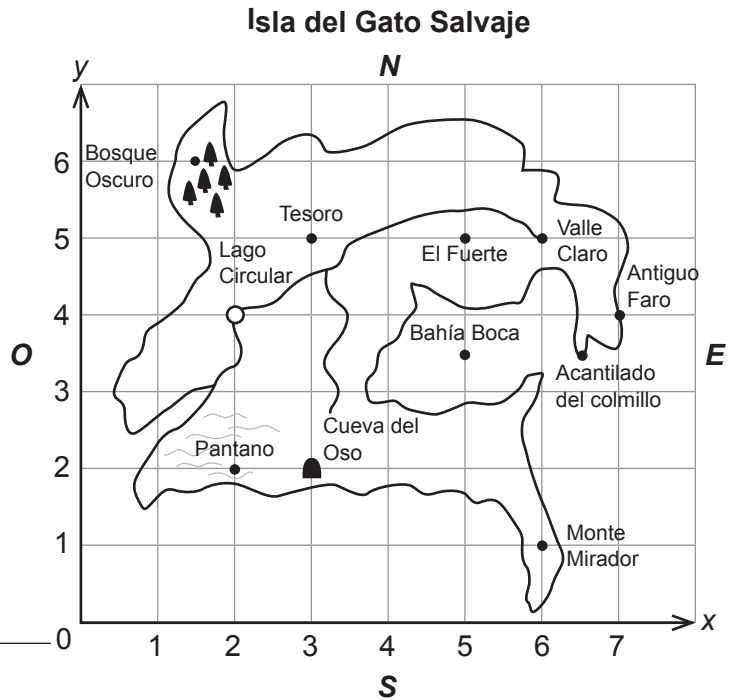 Isla del Gato Salvaje
y
N
6
Bosque
Oscuro
Tesoro
5
Lago
Circular
El Fuerte
Valle
Claro
Antiguo
Faro
4
O
Bahía Boca
E
3
Acantilado
del colmillo
Cueva del
Oso
Pantano
2
1
Monte
Mirador
0
x
1 2 3 4 5 6 7
S